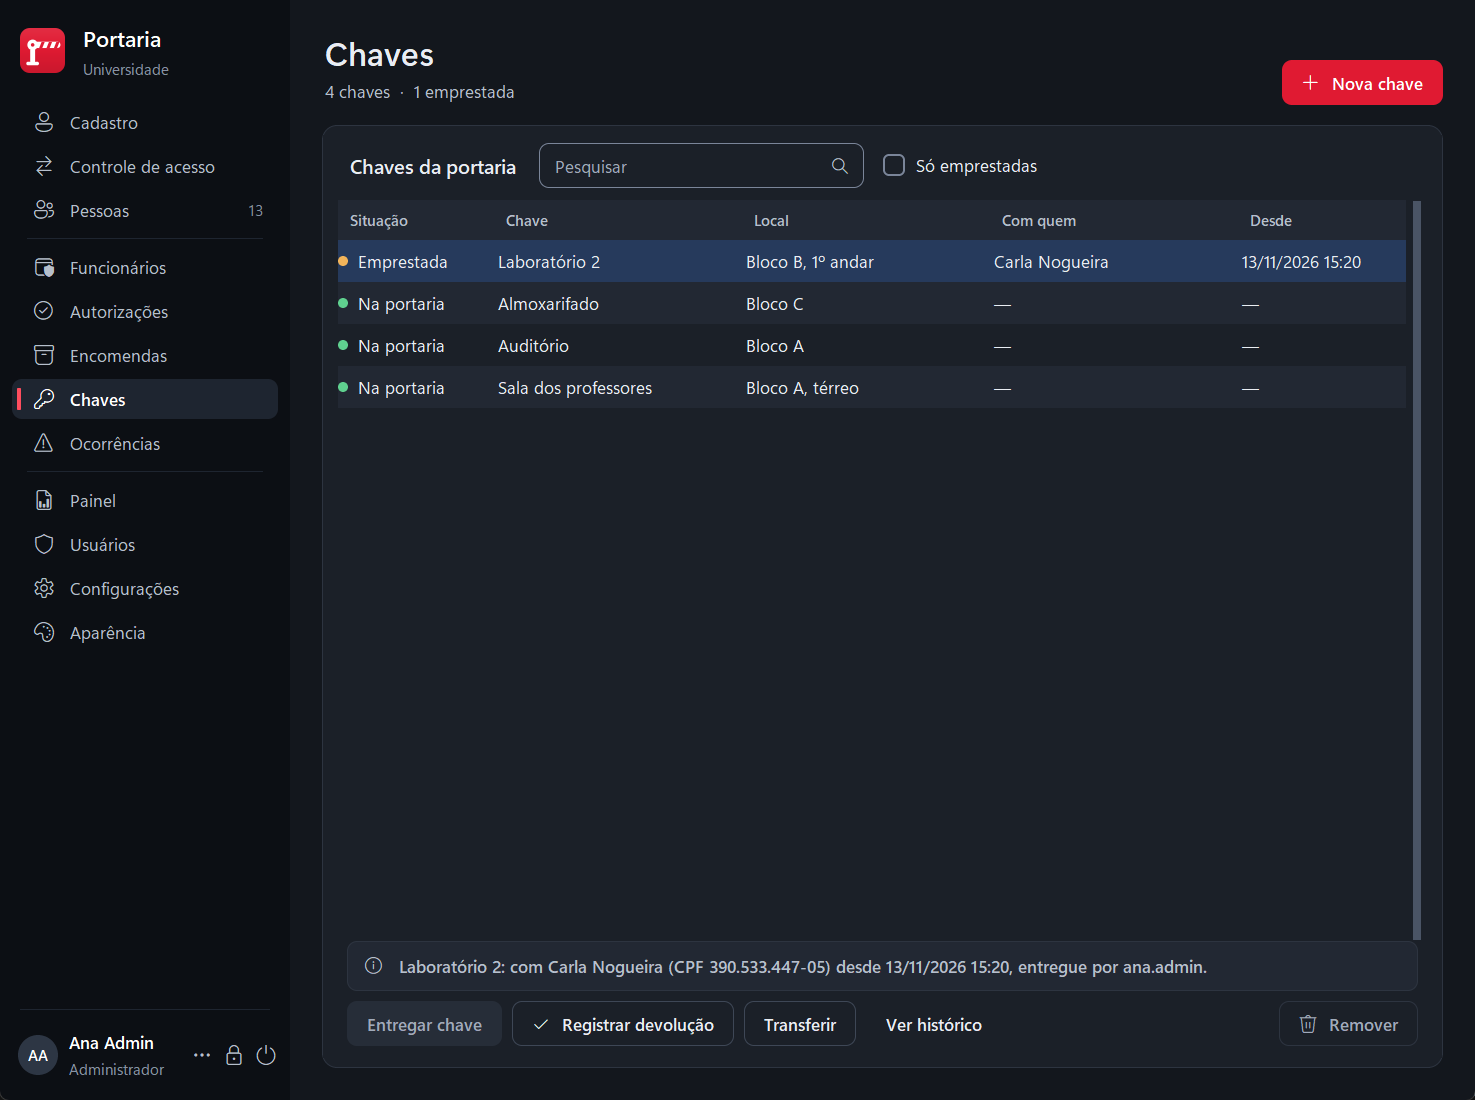 Portaria
Universidade
Cadastro
Controle de acesso
Pessoas 13
Funcionários
Autorizações
Encomendas
Chaves
Ocorrências
Painel
Usuários
Configurações
Aparência
AA
Ana Admin
Administrador
Chaves
4 chaves · 1 emprestada
+ Nova chave
Chaves da portaria
Pesquisar
Só emprestadas
Situação Chave Local Com quem Desde
Emprestada Laboratório 2 Bloco B, 1º andar Carla Nogueira 13/11/2026 15:20
Na portaria Almoxarifado Bloco C — —
Na portaria Auditório Bloco A — —
Na portaria Sala dos professores Bloco A, térreo — —
Laboratório 2: com Carla Nogueira (CPF 390.533.447-05) desde 13/11/2026 15:20, entregue por ana.admin.
Entregar chave Registrar devolução Transferir Ver histórico Remover